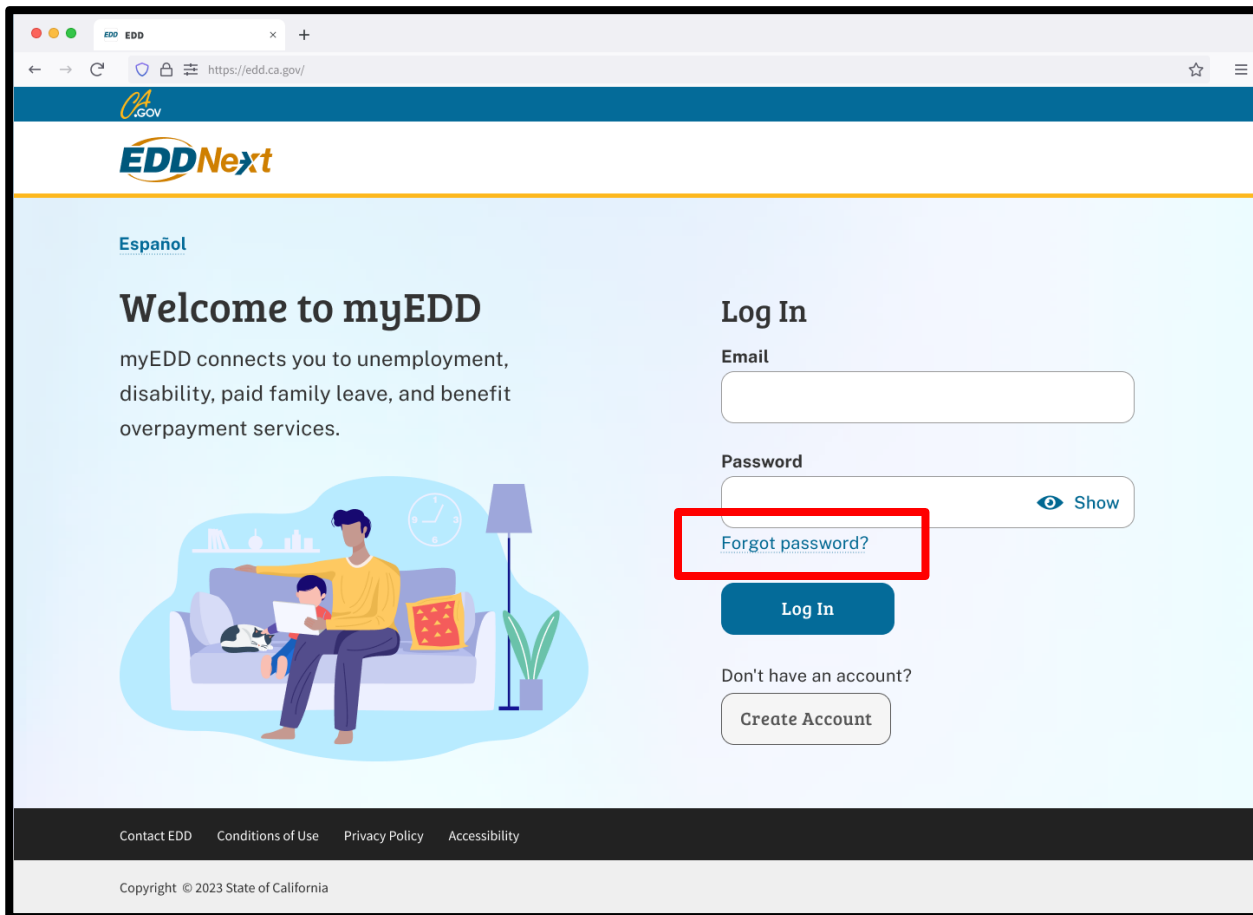 EDD EDD
https://edd.ca.gov/
CA.GOV
EDDNext
Español
Welcome to myEDD
myEDD connects you to unemployment,
disability, paid family leave, and benefit
overpayment services.
Log In
Email
Password
Show
Forgot password?
Log In
Don't have an account?
Create Account
Contact EDD Conditions of Use Privacy Policy Accessibility
Copyright © 2023 State of California